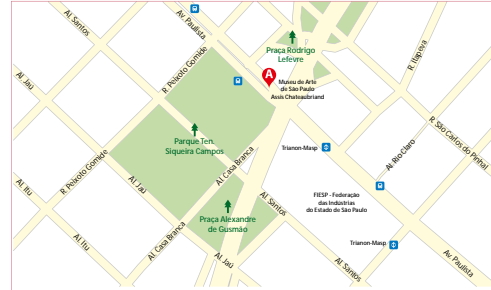 Al. Santos
Av. Paulista
Praça Rodrigo
Lefevre
R. Itapeva
Al. Jaú
R. Peixoto Gomide
A
Museu de Arte
de São Paulo
Assis Chateaubriand
R. São Carlos do Pinhal
Parque Ten.
Siqueira Campos
Trianon-Masp
Al. Rio Claro
R. Peixoto Gomide
Al. Casa Branca
Al. Itu
Al. Jaú
Al. Santos
FIESP - Federação
das Indústrias
do Estado de São Paulo
Praça Alexandre
de Gusmão
Al. Casa Branca
Al. Itu
Trianon-Masp
Av. Paulista
Al. Jaú
Al. Santos